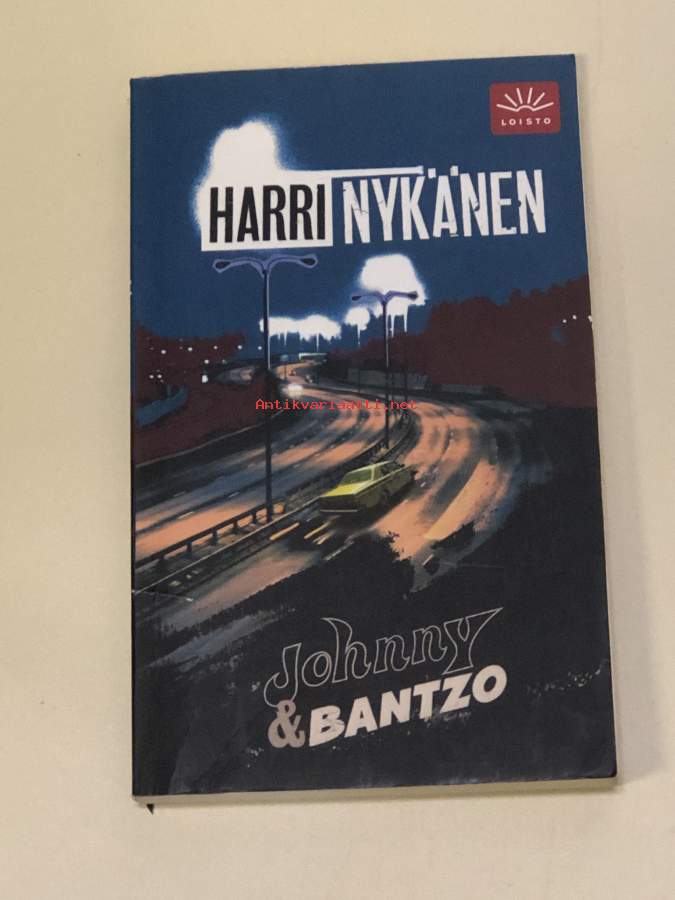 LOISTO
HARRI NYKÄNEN
Antikvariaatti.net
Johnny
& BANTZO